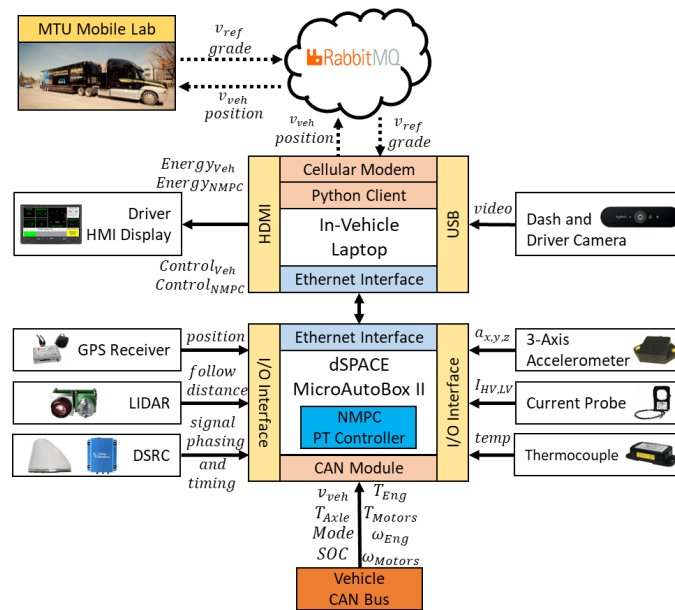 MTU Mobile Lab
v_ref
grade
v_veh
position
RabbitMQ
v_veh
position
v_ref
grade
Energy_Veh
Energy_NMPC
Driver
HMI Display
Control_Veh
Control_NMPC
HDMI
Cellular Modem
Python Client
In-Vehicle
Laptop
Ethernet Interface
USB
video
Dash and
Driver Camera
GPS Receiver
position
LIDAR
follow
distance
DSRC
signal
phasing
and
timing
I/O Interface
Ethernet Interface
dSPACE
MicroAutoBox II
NMPC
PT Controller
CAN Module
I/O Interface
a_x,y,z
3-Axis
Accelerometer
I_HV,LV
Current Probe
temp
Thermocouple
v_veh
T_Eng
T_Axle
T_Motors
Mode
ω_Eng
SOC
ω_Motors
Vehicle
CAN Bus